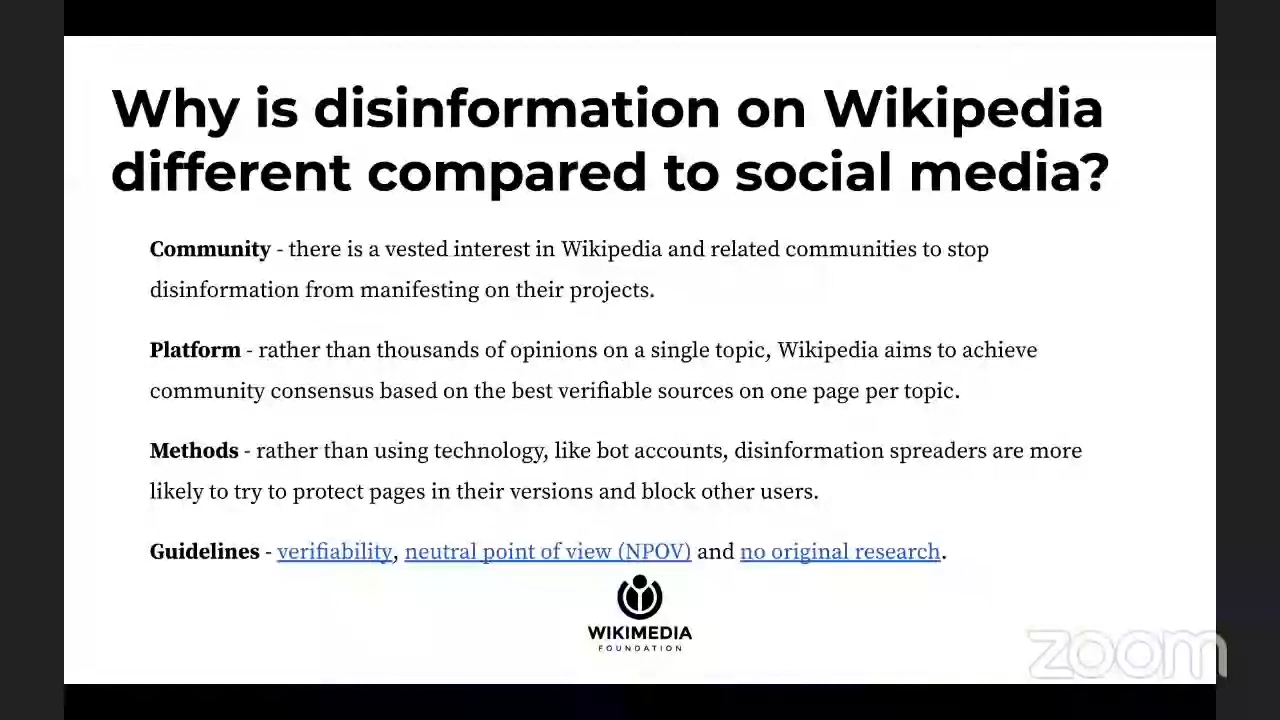 Why is disinformation on Wikipedia
different compared to social media?
Community - there is a vested interest in Wikipedia and related communities to stop
disinformation from manifesting on their projects.
Platform - rather than thousands of opinions on a single topic, Wikipedia aims to achieve
community consensus based on the best verifiable sources on one page per topic.
Methods - rather than using technology, like bot accounts, disinformation spreaders are more
likely to try to protect pages in their versions and block other users.
Guidelines - verifiability, neutral point of view (NPOV) and no original research.
WIKIMEDIA
FOUNDATION
zoom